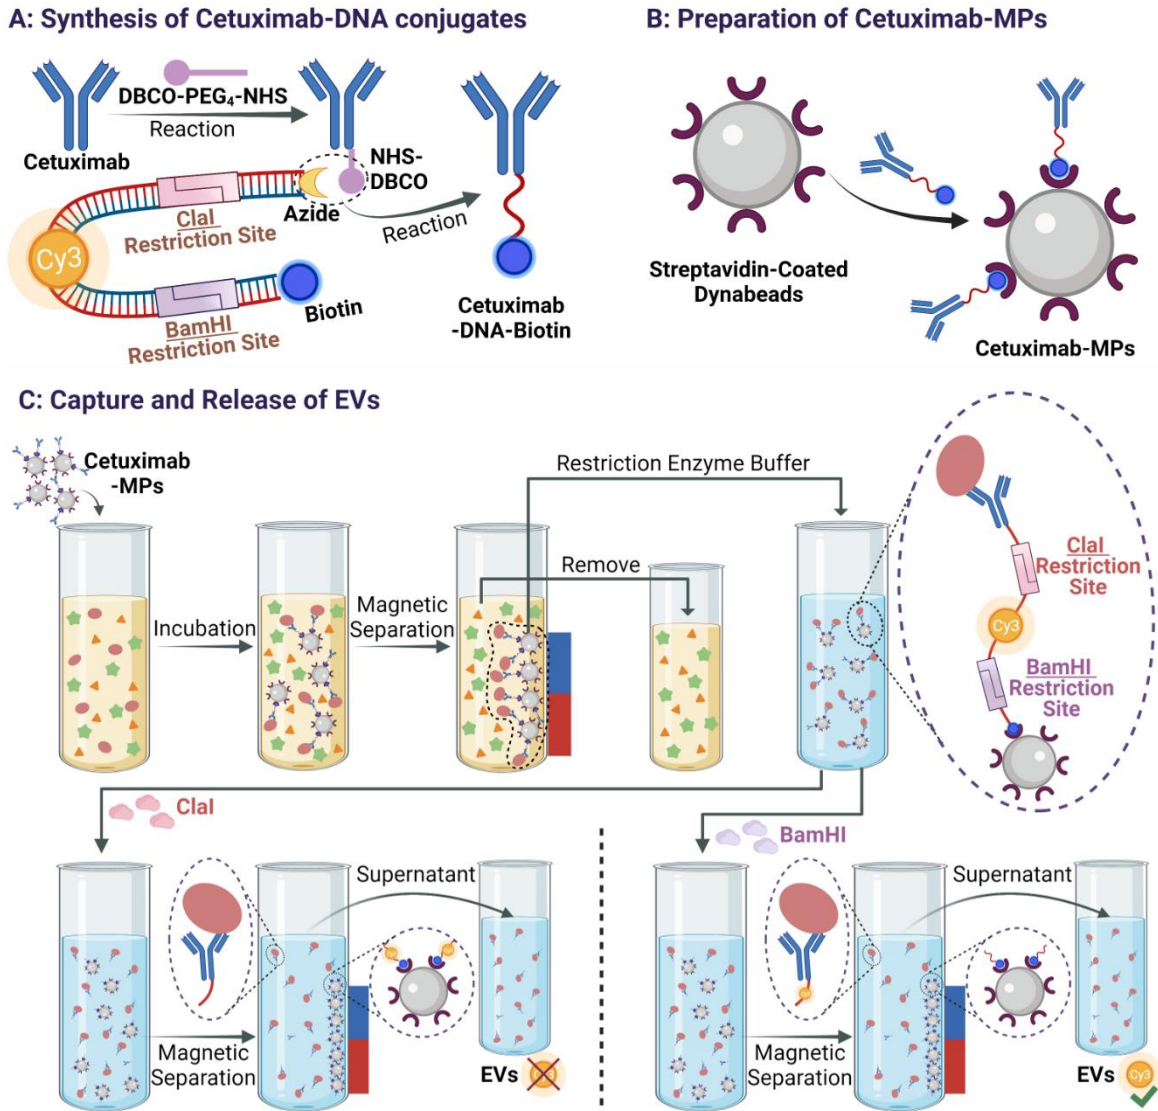 A: Synthesis of Cetuximab-DNA conjugates
DBCO-PEG₄-NHS
Reaction
Cetuximab
NHS-
DBCO
Azide
ClaI
Restriction Site
Reaction
Cy3
Biotin
BamHI
Restriction Site
Cetuximab
-DNA-Biotin
B: Preparation of Cetuximab-MPs
Streptavidin-Coated
Dynabeads
Cetuximab-MPs
C: Capture and Release of EVs
Cetuximab
-MPs
Incubation
Magnetic
Separation
Remove
Restriction Enzyme Buffer
ClaI
Restriction
Site
Cy3
BamHI
Restriction
Site
ClaI
Magnetic
Separation
Supernatant
EVs
BamHI
Magnetic
Separation
Supernatant
EVs Cy3